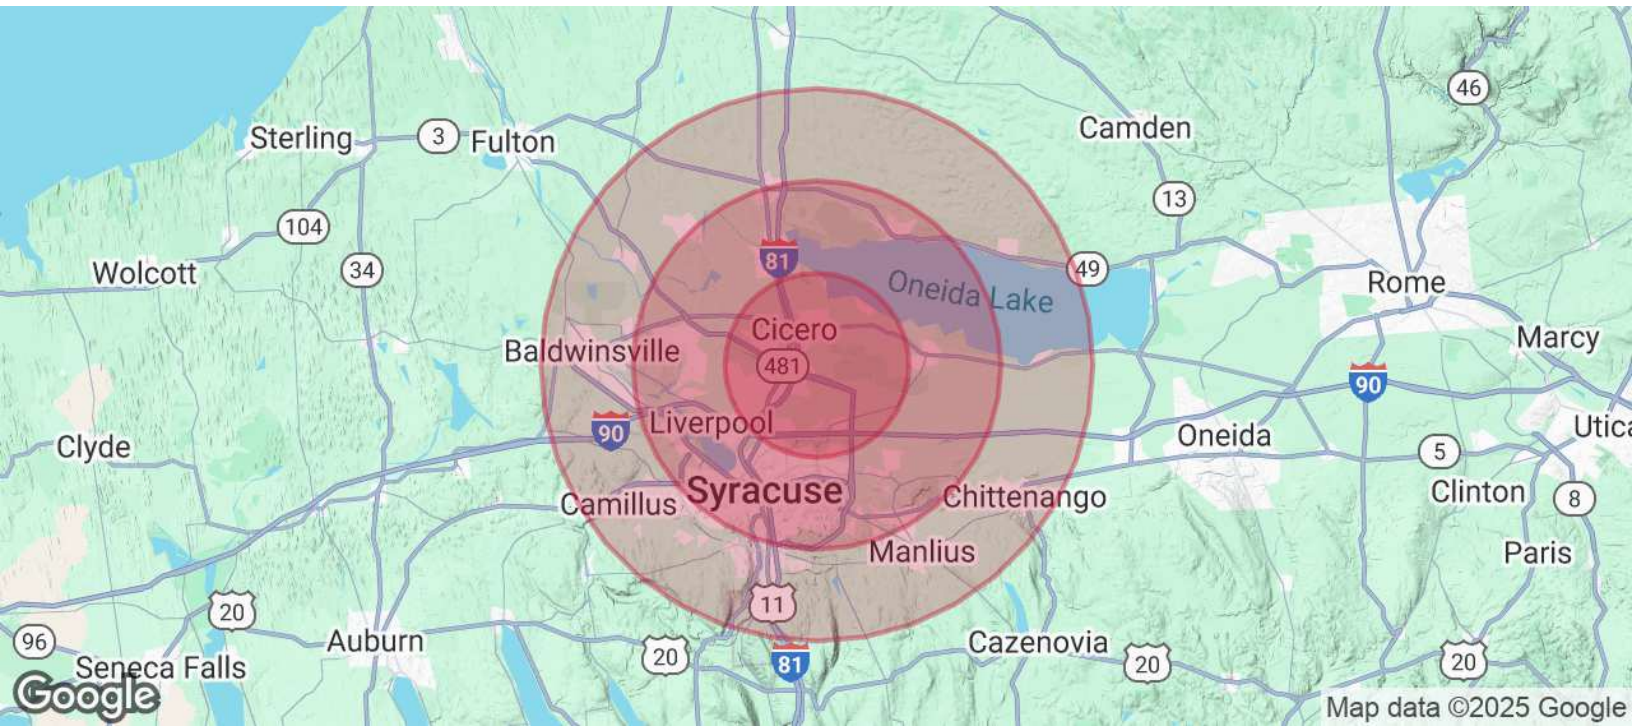 46
Camden
Sterling
3
Fulton
13
104
81
34
49
Wolcott
Oneida Lake
Rome
Cicero
Marcy
Baldwinsville
481
90
Liverpool
90
Utica
Clyde
Oneida
5
Syracuse
Camillus
Chittenango
Clinton
8
Manlius
Paris
11
20
96
Auburn
Cazenovia
20
81
20
20
Seneca Falls
Google
Map data ©2025 Google